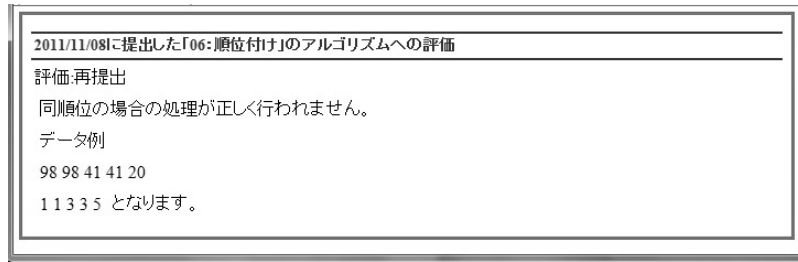 2011/11/08に提出した「06:順位付け」のアルゴリズムへの評価
評価:再提出
同順位の場合の処理が正しく行われません。
データ例
98 98 41 41 20
1 1 3 3 5 となります。